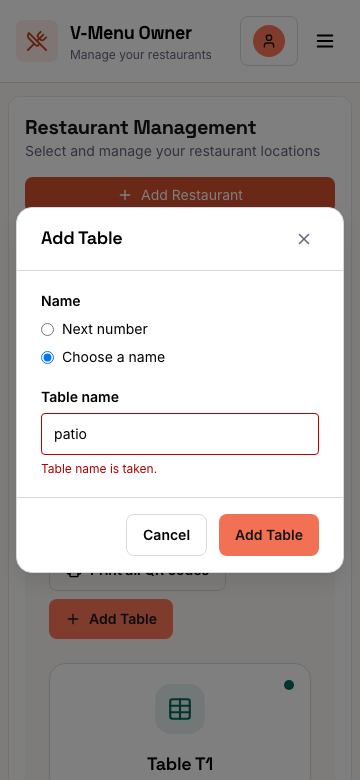 V-Menu Owner
Manage your restaurants
Restaurant Management
Select and manage your restaurant locations
Add Restaurant
Add Table
Name
Next number
Choose a name
Table name
patio
Table name is taken.
Cancel
Add Table
Print all QR codes
Add Table
Table T1